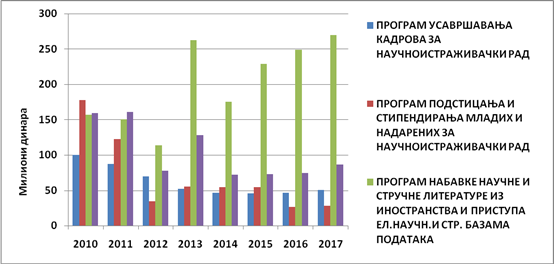 300
250
200
150
100
50
0
Милиони динара
2010 2011 2012 2013 2014 2015 2016 2017
ПРОГРАМ УСАВРШАВАЊА
КАДРОВА ЗА
НАУЧНОИСТРАЖИВАЧКИ РАД
ПРОГРАМ ПОДСТИЦАЊА И
СТИПЕНДИРАЊА МЛАДИХ И
НАДАРЕНИХ ЗА
НАУЧНОИСТРАЖИВАЧКИ РАД
ПРОГРАМ НАБАВКЕ НАУЧНЕ И
СТРУЧНЕ ЛИТЕРАТУРЕ ИЗ
ИНОСТРАНСТВА И ПРИСТУПА
ЕЛ.НАУЧН.И СТР. БАЗАМА
ПОДАТАКА